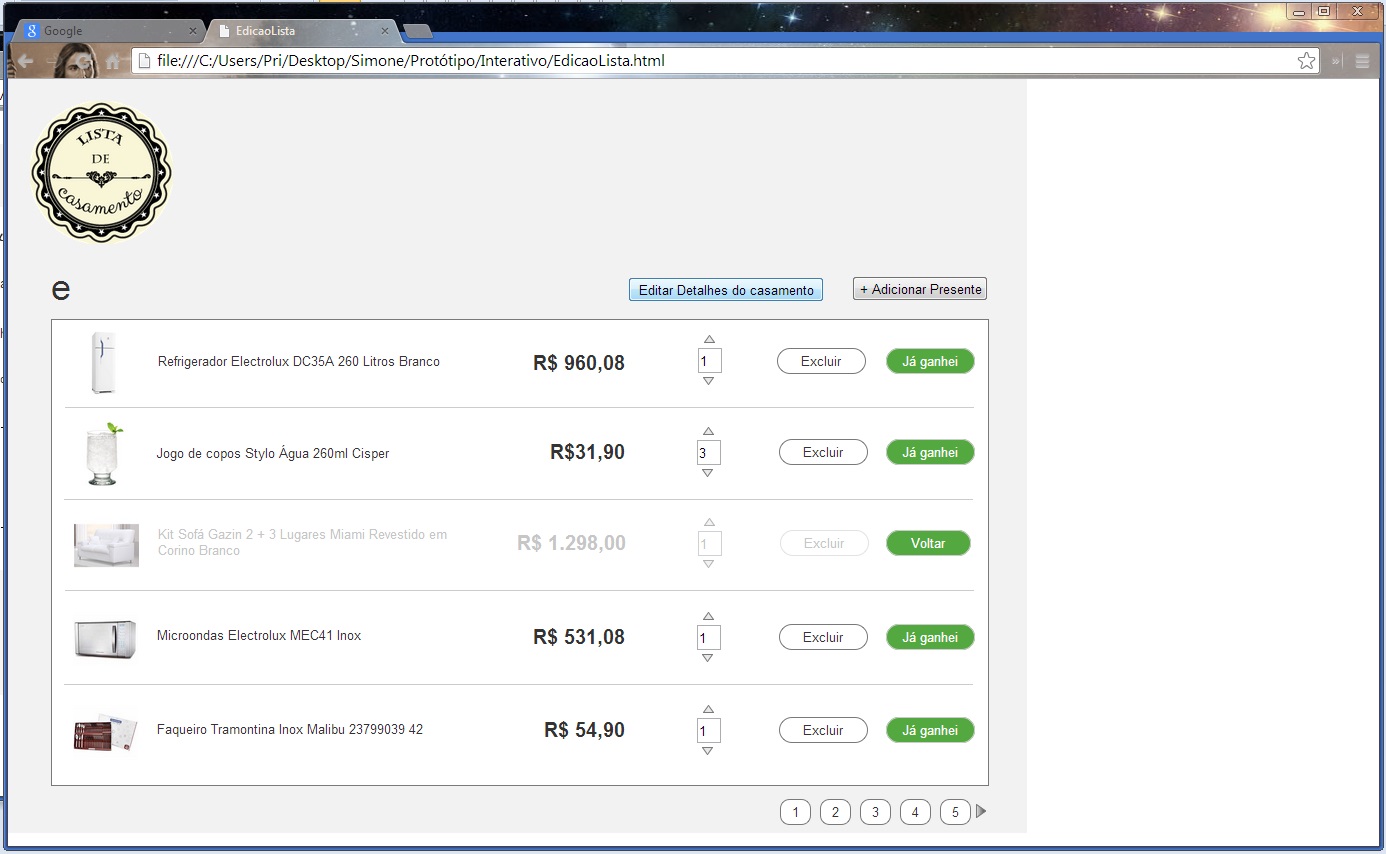 Google
EdicaoLista
file:///C:/Users/Pri/Desktop/Simone/Protótipo/Interativo/EdicaoLista.html
LISTA
DE
casamento
e
Editar Detalhes do casamento
+ Adicionar Presente
Refrigerador Electrolux DC35A 260 Litros Branco
R$ 960,08
1
Excluir
Já ganhei
Jogo de copos Stylo Água 260ml Cisper
R$31,90
3
Excluir
Já ganhei
Kit Sofá Gazin 2 + 3 Lugares Miami Revestido em
Corino Branco
R$ 1.298,00
1
Excluir
Voltar
Microondas Electrolux MEC41 Inox
R$ 531,08
1
Excluir
Já ganhei
Faqueiro Tramontina Inox Malibu 23799039 42
R$ 54,90
1
Excluir
Já ganhei
1 2 3 4 5